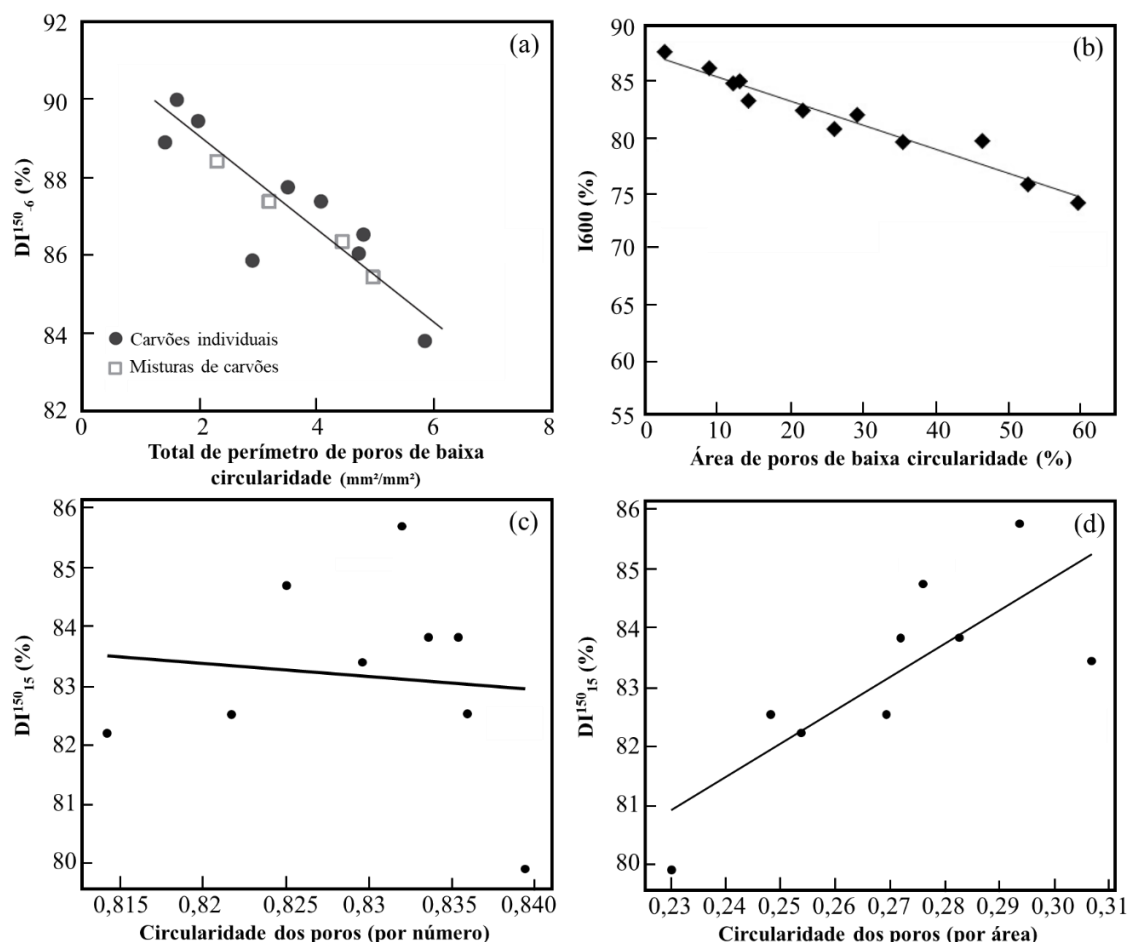 92
(a)
90
88
86
84
82
DI¹⁵⁰₋₆ (%)
Carvões individuais
Misturas de carvões
0 2 4 6 8
Total de perímetro de poros de baixa
circularidade (mm²/mm²)
90
(b)
85
80
75
70
65
60
55
I600 (%)
0 10 20 30 40 50 60
Área de poros de baixa circularidade (%)
86
(c)
85
84
83
82
81
80
DI¹⁵⁰₁₅ (%)
0,815 0,82 0,825 0,83 0,835 0,840
Circularidade dos poros (por número)
86
(d)
85
84
83
82
81
80
DI¹⁵⁰₁₅ (%)
0,23 0,24 0,25 0,26 0,27 0,28 0,29 0,30 0,31
Circularidade dos poros (por área)